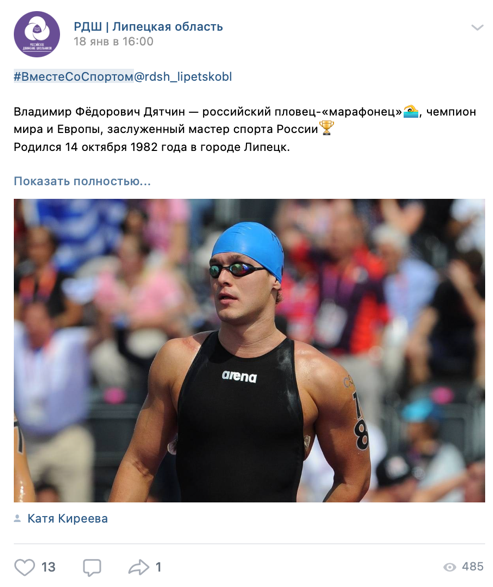 РДШ | Липецкая область
18 янв в 16:00
#ВместеСоСпортом@rdsh_lipetskobl
Владимир Фёдорович Дятчин — российский пловец-«марафонец»🏊, чемпион
мира и Европы, заслуженный мастер спорта России🏆
Родился 14 октября 1982 года в городе Липецк.
Показать полностью...
arena
18
Катя Киреева
13
1
485